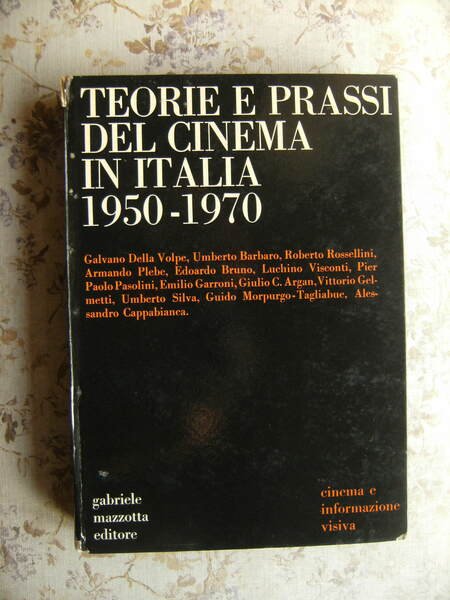 TEORIE E PRASSI
DEL CINEMA
IN ITALIA
1950-1970
Galvano Della Volpe, Umberto Barbaro, Roberto Rossellini,
Armando Plebe, Edoardo Bruno, Luchino Visconti, Pier
Paolo Pasolini, Emilio Garroni, Giulio C. Argan, Vittorio Gel-
metti, Umberto Silva, Guido Morpurgo-Tagliabue, Ales-
sandro Cappabianca.
gabriele
mazzotta
editore
cinema e
informazione
visiva